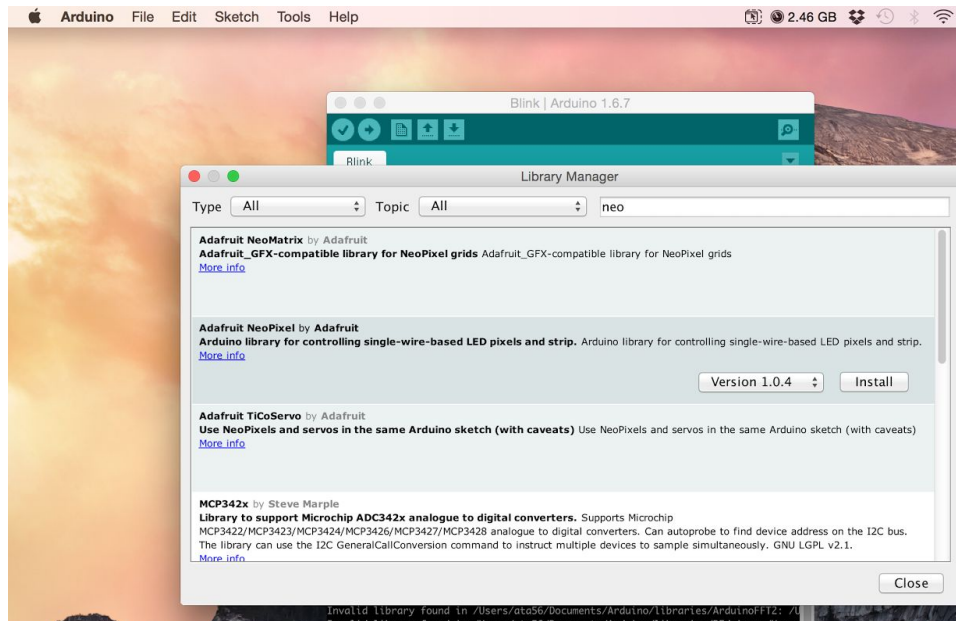 Arduino File Edit Sketch Tools Help 2.46 GB
Blink | Arduino 1.6.7
Blink
Library Manager
Type All Topic All neo
Adafruit NeoMatrix by Adafruit
Adafruit_GFX-compatible library for NeoPixel grids Adafruit_GFX-compatible library for NeoPixel grids
More info
Adafruit NeoPixel by Adafruit
Arduino library for controlling single-wire-based LED pixels and strip. Arduino library for controlling single-wire-based LED pixels and strip.
More info
Version 1.0.4 Install
Adafruit TiCoServo by Adafruit
Use NeoPixels and servos in the same Arduino sketch (with caveats) Use NeoPixels and servos in the same Arduino sketch (with caveats)
More info
MCP342x by Steve Marple
Library to support Microchip ADC342x analogue to digital converters. Supports Microchip
MCP3422/MCP3423/MCP3424/MCP3426/MCP3427/MCP3428 analogue to digital converters. Can autoprobe to find device address on the I2C bus.
The library can use the I2C GeneralCallConversion command to instruct multiple devices to sample simultaneously. GNU LGPL v2.1.
More info
Close
Invalid library found in /Users/ata56/Documents/Arduino/libraries/ArduinoFFT2: /U